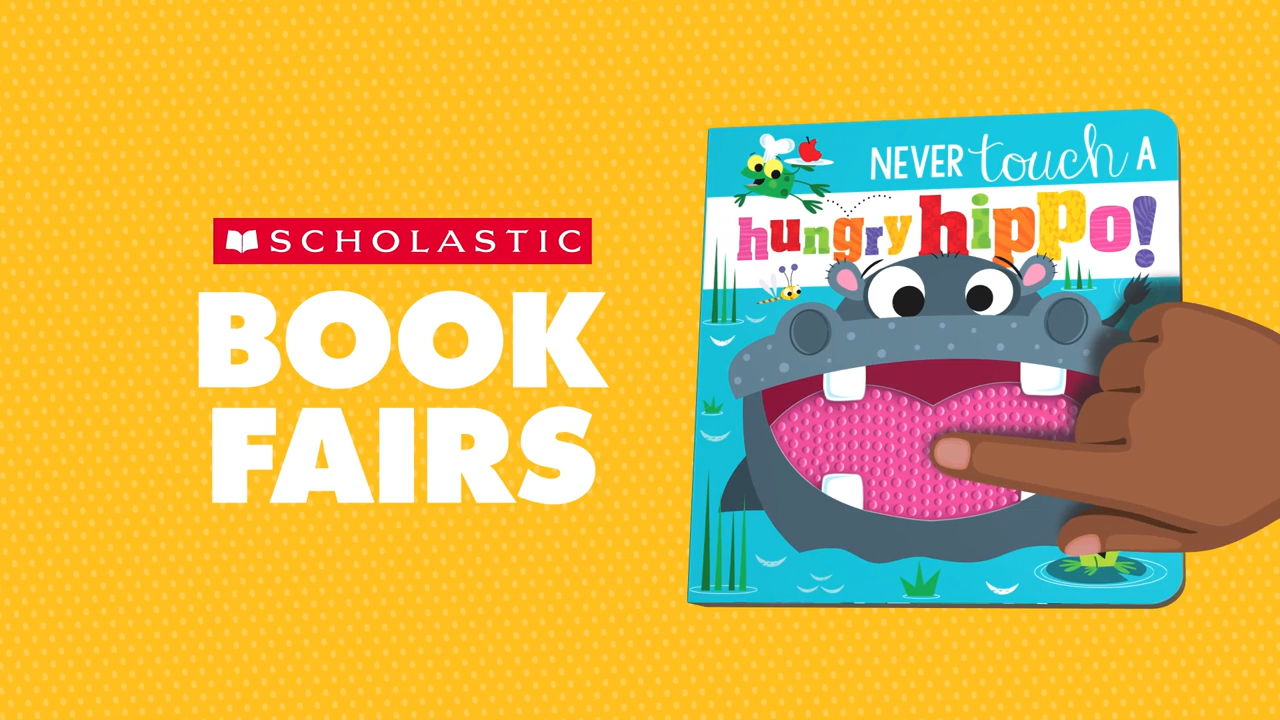 SCHOLASTIC
BOOK
FAIRS
NEVER touch A
hungry hippo!